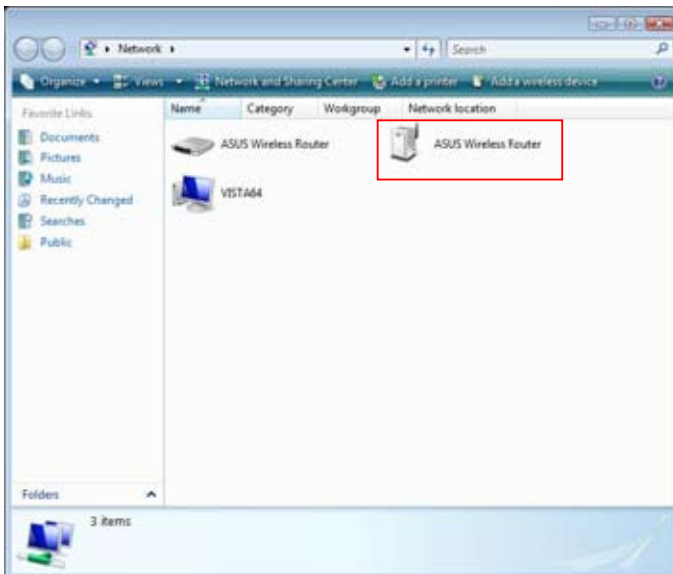 Network
Search
Organize Views Network and Sharing Center Add a printer Add a wireless device
Favorite Links
Documents
Pictures
Music
Recently Changed
Searches
Public
Folders
Name Category Workgroup Network location
ASUS Wireless Router ASUS Wireless Router
VISTA64
3 items